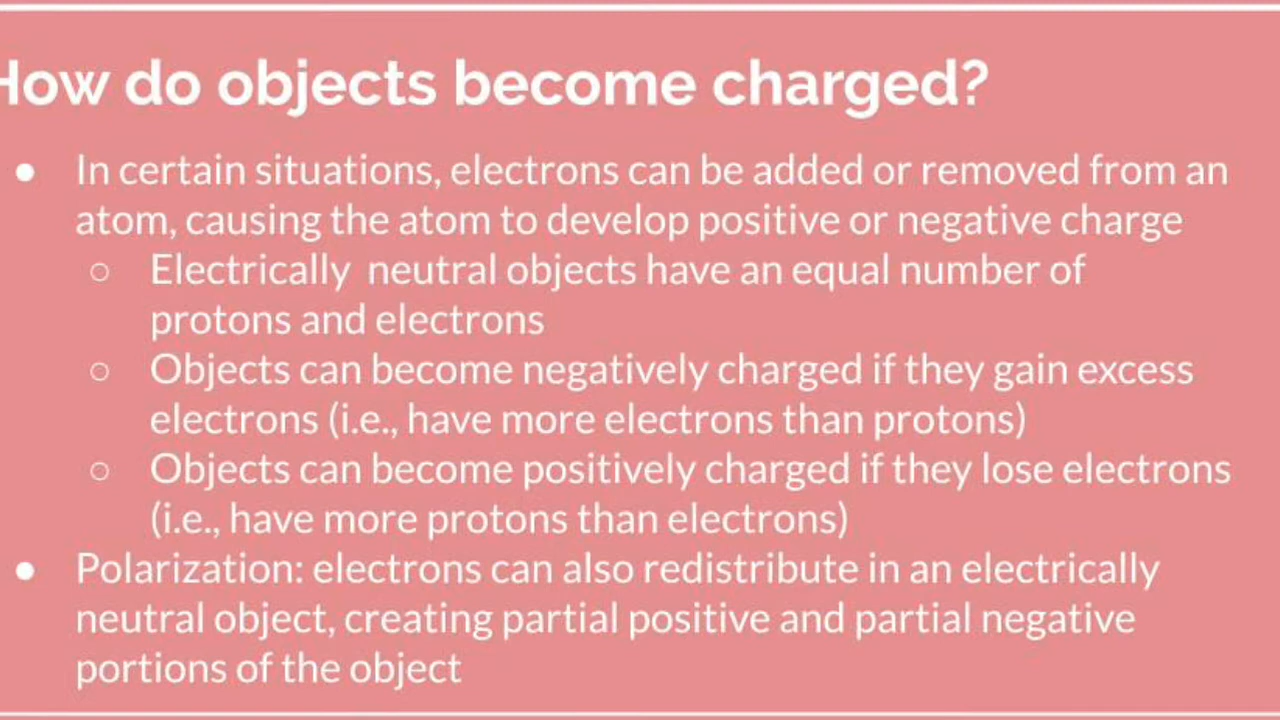 How do objects become charged?
● In certain situations, electrons can be added or removed from an
atom, causing the atom to develop positive or negative charge
○ Electrically  neutral objects have an equal number of
protons and electrons
○ Objects can become negatively charged if they gain excess
electrons (i.e., have more electrons than protons)
○ Objects can become positively charged if they lose electrons
(i.e., have more protons than electrons)
● Polarization: electrons can also redistribute in an electrically
neutral object, creating partial positive and partial negative
portions of the object